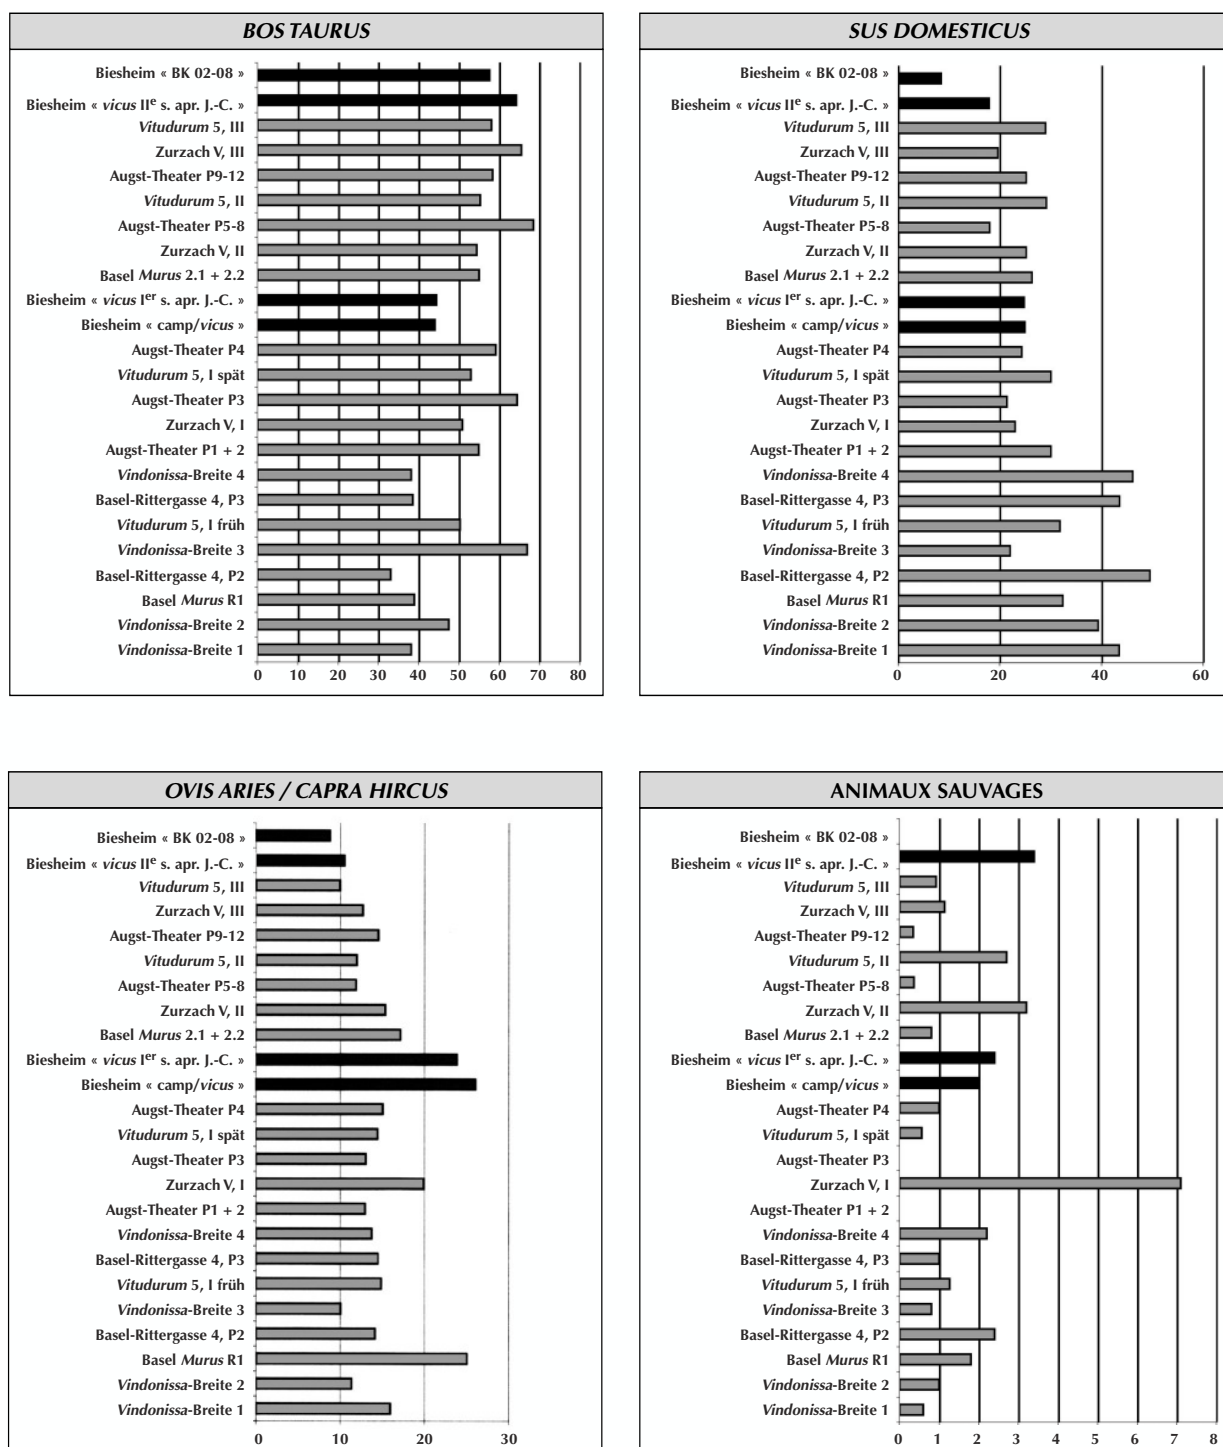 BOS TAURUS
Biesheim « BK 02-08 »
Biesheim « vicus IIe s. apr. J.-C. »
Vitudurum 5, III
Zurzach V, III
Augst-Theater P9-12
Vitudurum 5, II
Augst-Theater P5-8
Zurzach V, II
Basel Murus 2.1 + 2.2
Biesheim « vicus Ier s. apr. J.-C. »
Biesheim « camp/vicus »
Augst-Theater P4
Vitudurum 5, I spät
Augst-Theater P3
Zurzach V, I
Augst-Theater P1 + 2
Vindonissa-Breite 4
Basel-Rittergasse 4, P3
Vitudurum 5, I früh
Vindonissa-Breite 3
Basel-Rittergasse 4, P2
Basel Murus R1
Vindonissa-Breite 2
Vindonissa-Breite 1
0 10 20 30 40 50 60 70 80
SUS DOMESTICUS
Biesheim « BK 02-08 »
Biesheim « vicus IIe s. apr. J.-C. »
Vitudurum 5, III
Zurzach V, III
Augst-Theater P9-12
Vitudurum 5, II
Augst-Theater P5-8
Zurzach V, II
Basel Murus 2.1 + 2.2
Biesheim « vicus Ier s. apr. J.-C. »
Biesheim « camp/vicus »
Augst-Theater P4
Vitudurum 5, I spät
Augst-Theater P3
Zurzach V, I
Augst-Theater P1 + 2
Vindonissa-Breite 4
Basel-Rittergasse 4, P3
Vitudurum 5, I früh
Vindonissa-Breite 3
Basel-Rittergasse 4, P2
Basel Murus R1
Vindonissa-Breite 2
Vindonissa-Breite 1
0 20 40 60
OVIS ARIES / CAPRA HIRCUS
Biesheim « BK 02-08 »
Biesheim « vicus IIe s. apr. J.-C. »
Vitudurum 5, III
Zurzach V, III
Augst-Theater P9-12
Vitudurum 5, II
Augst-Theater P5-8
Zurzach V, II
Basel Murus 2.1 + 2.2
Biesheim « vicus Ier s. apr. J.-C. »
Biesheim « camp/vicus »
Augst-Theater P4
Vitudurum 5, I spät
Augst-Theater P3
Zurzach V, I
Augst-Theater P1 + 2
Vindonissa-Breite 4
Basel-Rittergasse 4, P3
Vitudurum 5, I früh
Vindonissa-Breite 3
Basel-Rittergasse 4, P2
Basel Murus R1
Vindonissa-Breite 2
Vindonissa-Breite 1
0 10 20 30
ANIMAUX SAUVAGES
Biesheim « BK 02-08 »
Biesheim « vicus IIe s. apr. J.-C. »
Vitudurum 5, III
Zurzach V, III
Augst-Theater P9-12
Vitudurum 5, II
Augst-Theater P5-8
Zurzach V, II
Basel Murus 2.1 + 2.2
Biesheim « vicus Ier s. apr. J.-C. »
Biesheim « camp/vicus »
Augst-Theater P4
Vitudurum 5, I spät
Augst-Theater P3
Zurzach V, I
Augst-Theater P1 + 2
Vindonissa-Breite 4
Basel-Rittergasse 4, P3
Vitudurum 5, I früh
Vindonissa-Breite 3
Basel-Rittergasse 4, P2
Basel Murus R1
Vindonissa-Breite 2
Vindonissa-Breite 1
0 1 2 3 4 5 6 7 8